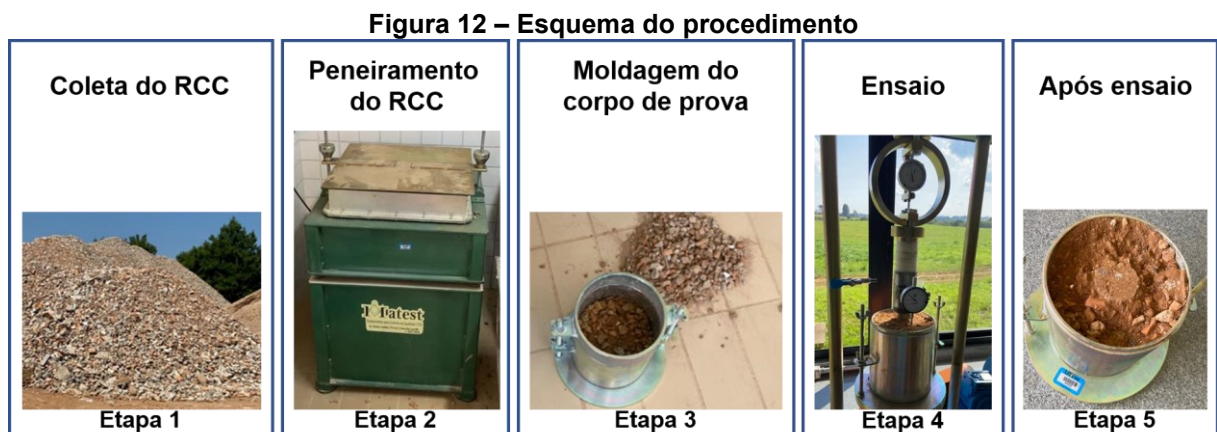 Figura 12 – Esquema do procedimento
Coleta do RCC
Etapa 1
Peneiramento
do RCC
Etapa 2
Moldagem do
corpo de prova
Etapa 3
Ensaio
Etapa 4
Após ensaio
Etapa 5